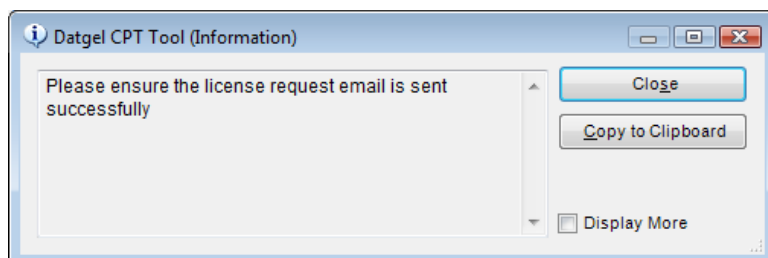 Datgel CPT Tool (Information)
Please ensure the license request email is sent
successfully
Close
Copy to Clipboard
Display More